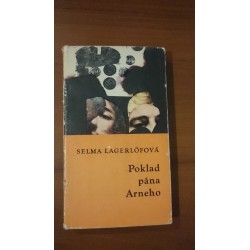 SELMA LAGERLÖFOVÁ
Poklad
pána
Arneho